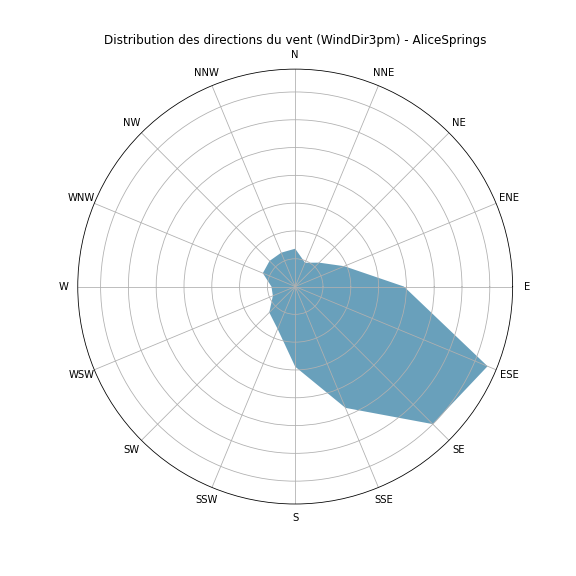 Distribution des directions du vent (WindDir3pm) - AliceSprings
N
NNW
NNE
NW
NE
WNW
ENE
W
E
WSW
ESE
SW
SE
SSW
SSE
S